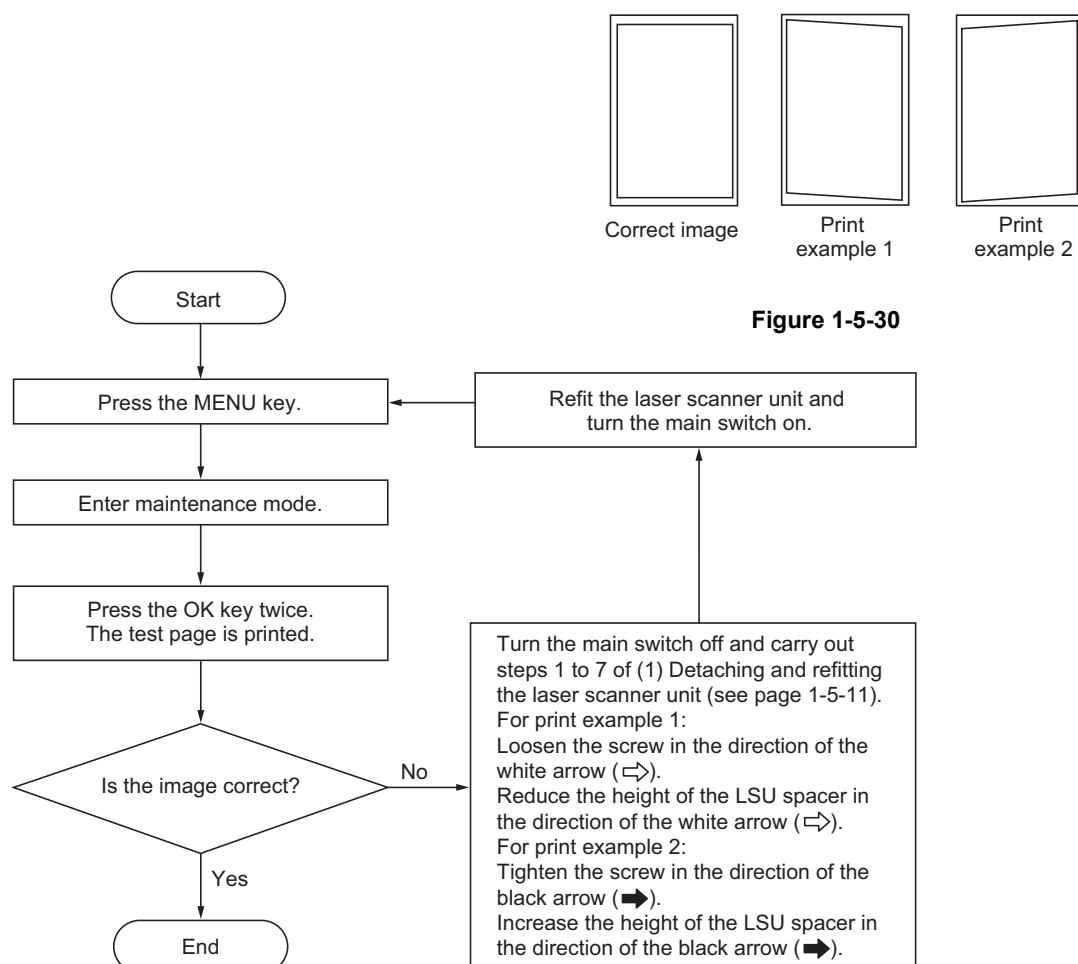 Correct image
Print
example 1
Print
example 2
Figure 1-5-30
Start
Press the MENU key.
Enter maintenance mode.
Press the OK key twice.
The test page is printed.
Is the image correct?
No
Yes
End
Refit the laser scanner unit and
turn the main switch on.
Turn the main switch off and carry out
steps 1 to 7 of (1) Detaching and refitting
the laser scanner unit (see page 1-5-11).
For print example 1:
Loosen the screw in the direction of the
white arrow (⇨).
Reduce the height of the LSU spacer in
the direction of the white arrow (⇨).
For print example 2:
Tighten the screw in the direction of the
black arrow (➡).
Increase the height of the LSU spacer in
the direction of the black arrow (➡).